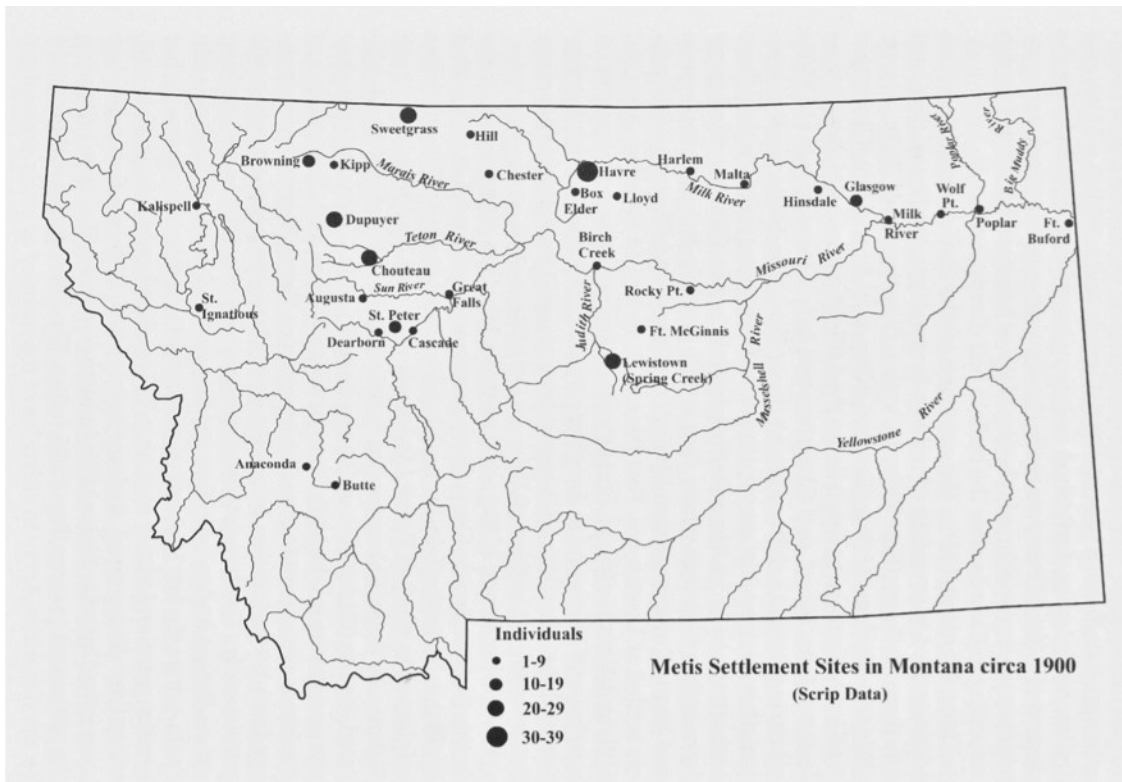 Sweetgrass
Hill
Browning
Kipp
Marais River
Chester
Havre
Harlem
Malta
Milk River
Box
Elder
Lloyd
Hinsdale
Glasgow
Milk
River
Wolf
Pt.
Poplar River
Big Muddy
River
Poplar
Ft.
Buford
Kalispell
Dupuyer
Teton River
Chouteau
Birch
Creek
Missouri River
Augusta
Sun River
Great
Falls
St.
Ignatious
St. Peter
Dearborn
Cascade
Rocky Pt.
Judith River
Ft. McGinnis
Lewistown
(Spring Creek)
Musselshell River
Yellowstone River
Anaconda
Butte
Individuals
1-9
10-19
20-29
30-39
Metis Settlement Sites in Montana circa 1900
(Scrip Data)